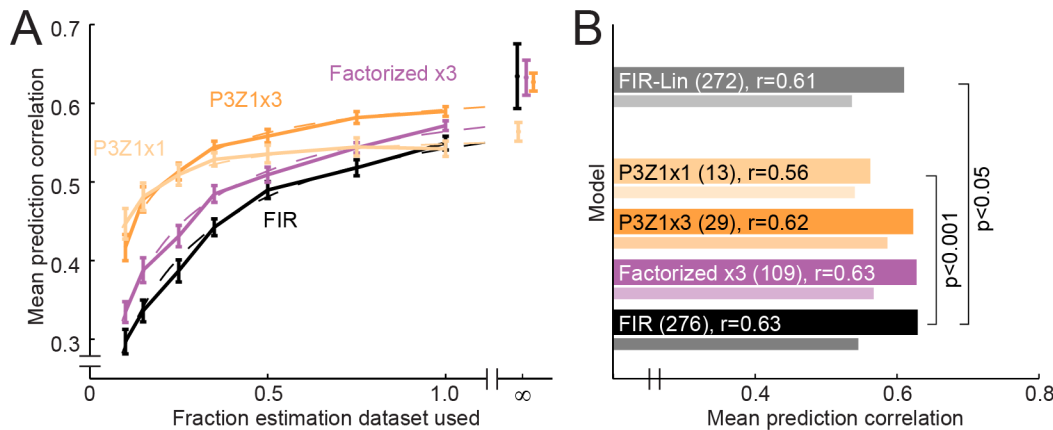 A
0.7
0.6
0.5
0.4
0.3
Mean prediction correlation
Factorized x3
P3Z1x3
P3Z1x1
FIR
0
0.5
1.0
∞
Fraction estimation dataset used
B
Model
FIR-Lin (272), r=0.61
P3Z1x1 (13), r=0.56
P3Z1x3 (29), r=0.62
Factorized x3 (109), r=0.63
FIR (276), r=0.63
p<0.001
p<0.05
0.4
0.6
0.8
Mean prediction correlation